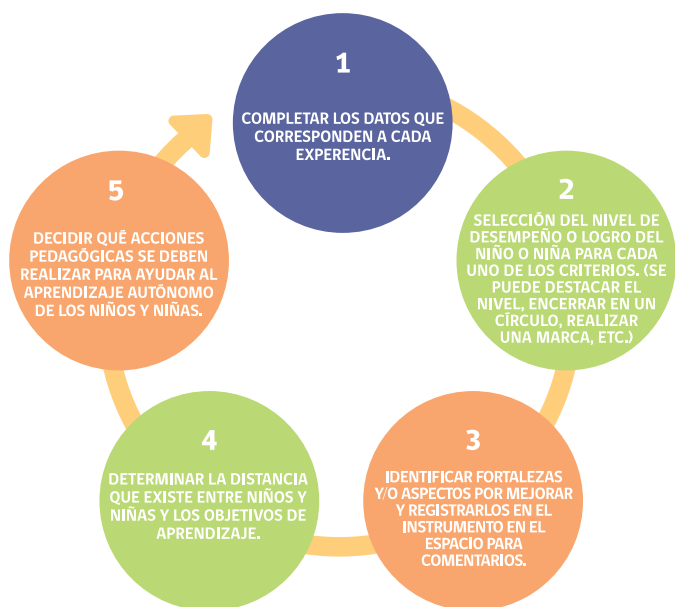 1
COMPLETAR LOS DATOS QUE
CORRESPONDEN A CADA
EXPERENCIA.
2
SELECCIÓN DEL NIVEL DE
DESEMPEÑO O LOGRO DEL
NIÑO O NIÑA PARA CADA
UNO DE LOS CRITERIOS. (SE
PUEDE DESTACAR EL
NIVEL, ENCERRAR EN UN
CÍRCULO, REALIZAR
UNA MARCA, ETC.)
3
IDENTIFICAR FORTALEZAS
Y/O ASPECTOS POR MEJORAR
Y REGISTRARLOS EN EL
INSTRUMENTO EN EL
ESPACIO PARA
COMENTARIOS.
4
DETERMINAR LA DISTANCIA
QUE EXISTE ENTRE NIÑOS Y
NIÑAS Y LOS OBJETIVOS DE
APRENDIZAJE.
5
DECIDIR QUÉ ACCIONES
PEDAGÓGICAS SE DEBEN
REALIZAR PARA AYUDAR AL
APRENDIZAJE AUTÓNOMO
DE LOS NIÑOS Y NIÑAS.